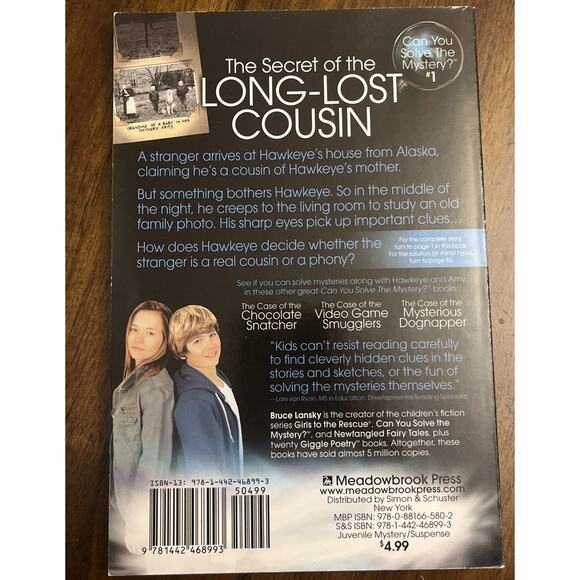 Can You
Solve The
Mystery?™
#1
The Secret of the
LONG-LOST
COUSIN
GRANDMA AS A BABY IN HER
MOTHER'S ARMS
A stranger arrives at Hawkeye's house from Alaska,
claiming he's a cousin of Hawkeye's mother.
But something bothers Hawkeye. So in the middle of
the night, he creeps to the living room to study an old
family photo. His sharp eyes pick up important clues…
How does Hawkeye decide whether the
stranger is a real cousin or a phony?
For the complete story,
turn to page 1 in this book.
For the solution (in mirror type),
turn to page 85.
See if you can solve mysteries along with Hawkeye and Amy
in these other great Can You Solve The Mystery?™ books.
The Case of the
Chocolate
Snatcher
The Case of the
Video Game
Smugglers
The Case of the
Mysterious
Dognapper
"Kids can't resist reading carefully
to find cleverly hidden clues in the
stories and sketches, or the fun of
solving the mysteries themselves."
—Lani van Ryzin, MS in Education: Developmental Reading Specialist
Bruce Lansky is the creator of the children's fiction
series Girls to the Rescue®, Can You Solve the
Mystery?™, and Newfangled Fairy Tales, plus
twenty Giggle Poetry™ books. Altogether, these
books have sold almost 5 million copies.
ISBN-13: 978-1-442-46899-3
50499
9 781442 468993
Meadowbrook Press
www.meadowbrookpress.com
Distributed by Simon & Schuster
New York
MBP ISBN: 978-0-88166-580-2
S&S ISBN: 978-1-442-46899-3
Juvenile Mystery/Suspense
$4.99